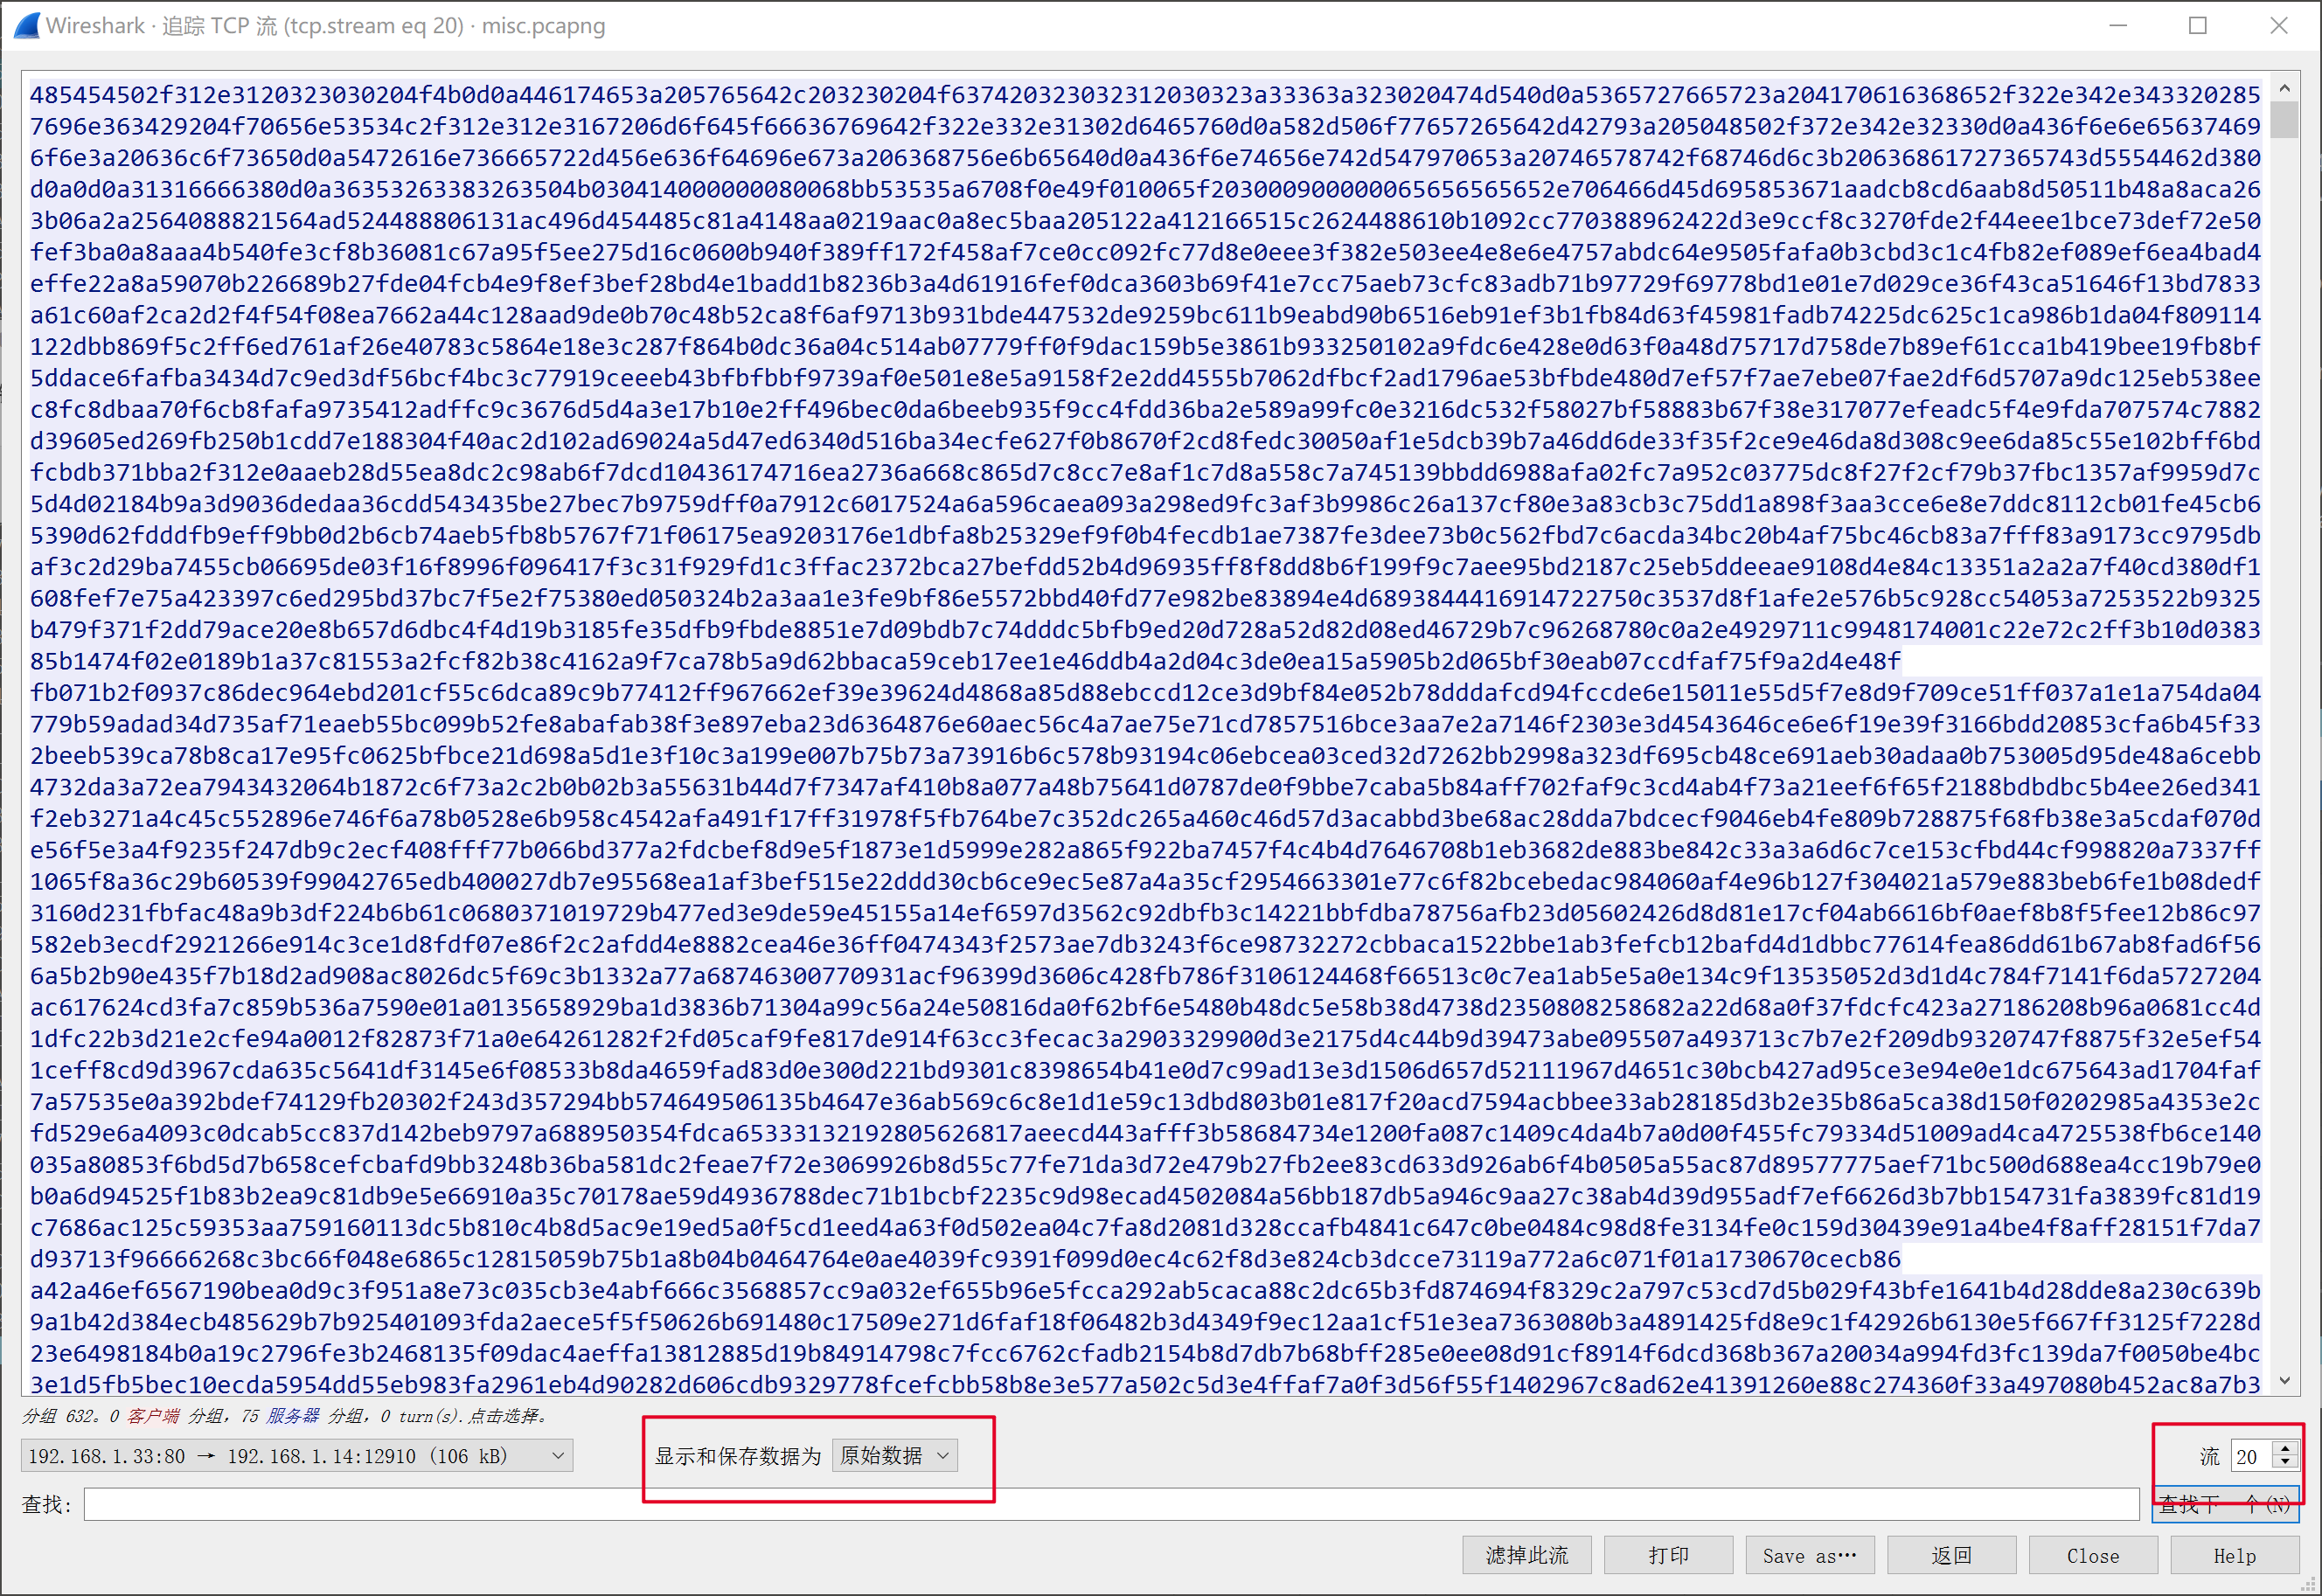 Wireshark · 追踪 TCP 流 (tcp.stream eq 20) · misc.pcapng
485454502f312e3120323030204f4b0d0a446174653a205765642c203230204f637420323032312030323a33363a323020474d540d0a5365727665723a204170616368652f322e342e343320285
7696e363429204f70656e53534c2f312e312e3167206d6f645f66636769642f322e332e31302d6465760d0a582d506f77657265642d42793a205048502f372e342e32330d0a436f6e6e656374696
6f6e3a20636c6f73650d0a5472616e736665722d456e636f64696e673a206368756e6b65640d0a436f6e74656e742d547970653a20746578742f68746d6c3b20636861727365743d5554462d380
d0a0d0a31316666380d0a36353263383263504b030414000000080068bb53535a6708f0e49f010065f203000900000065656565652e706466d45d695853671aadcb8cd6aab8d50511b48a8aca26
3b06a2a2564088821564ad524488806131ac496d454485c81a4148aa0219aac0a8ec5baa205122a412166515c2624488610b1092cc770388962422d3e9ccf8c3270fde2f44eee1bce73def72e50
fef3ba0a8aaa4b540fe3cf8b36081c67a95f5ee275d16c0600b940f389ff172f458af7ce0cc092fc77d8e0eee3f382e503ee4e8e6e4757abdc64e9505fafa0b3cbd3c1c4fb82ef089ef6ea4bad4
effe22a8a59070b226689b27fde04fcb4e9f8ef3bef28bd4e1badd1b8236b3a4d61916fef0dca3603b69f41e7cc75aeb73cfc83adb71b97729f69778bd1e01e7d029ce36f43ca51646f13bd7833
a61c60af2ca2d2f4f54f08ea7662a44c128aad9de0b70c48b52ca8f6af9713b931bde447532de9259bc611b9eabd90b6516eb91ef3b1fb84d63f45981fadb74225dc625c1ca986b1da04f809114
122dbb869f5c2ff6ed761af26e40783c5864e18e3c287f864b0dc36a04c514ab07779ff0f9dac159b5e3861b933250102a9fdc6e428e0d63f0a48d75717d758de7b89ef61cca1b419bee19fb8bf
5ddace6fafba3434d7c9ed3df56bcf4bc3c77919ceeeb43bfbfbbf9739af0e501e8e5a9158f2e2dd4555b7062dfbcf2ad1796ae53bfbde480d7ef57f7ae7ebe07fae2df6d5707a9dc125eb538ee
c8fc8dbaa70f6cb8fafa9735412adffc9c3676d5d4a3e17b10e2ff496bec0da6beeb935f9cc4fdd36ba2e589a99fc0e3216dc532f58027bf58883b67f38e317077efeadc5f4e9fda707574c7882
d39605ed269fb250b1cdd7e188304f40ac2d102ad69024a5d47ed6340d516ba34ecfe627f0b8670f2cd8fedc30050af1e5dcb39b7a46dd6de33f35f2ce9e46da8d308c9ee6da85c55e102bff6bd
fcbdb371bba2f312e0aaeb28d55ea8dc2c98ab6f7dcd10436174716ea2736a668c865d7c8cc7e8af1c7d8a558c7a745139bbdd6988afa02fc7a952c03775dc8f27f2cf79b37fbc1357af9959d7c
5d4d02184b9a3d9036dedaa36cdd543435be27bec7b9759dff0a7912c6017524a6a596caea093a298ed9fc3af3b9986c26a137cf80e3a83cb3c75dd1a898f3aa3cce6e8e7ddc8112cb01fe45cb6
5390d62fdddfb9eff9bb0d2b6cb74aeb5fb8b5767f71f06175ea9203176e1dbfa8b25329ef9f0b4fecdb1ae7387fe3dee73b0c562fbd7c6acda34bc20b4af75bc46cb83a7fff83a9173cc9795db
af3c2d29ba7455cb06695de03f16f8996f096417f3c31f929fd1c3ffac2372bca27befdd52b4d96935ff8f8dd8b6f199f9c7aee95bd2187c25eb5ddeeae9108d4e84c13351a2a2a7f40cd380df1
608fef7e75a423397c6ed295bd37bc7f5e2f75380ed050324b2a3aa1e3fe9bf86e5572bbd40fd77e982be83894e4d6893844416914722750c3537d8f1afe2e576b5c928cc54053a7253522b9325
b479f371f2dd79ace20e8b657d6dbc4f4d19b3185fe35dfb9fbde8851e7d09bdb7c74dddc5bfb9ed20d728a52d82d08ed46729b7c96268780c0a2e4929711c9948174001c22e72c2ff3b10d0383
85b1474f02e0189b1a37c81553a2fcf82b38c4162a9f7ca78b5a9d62bbaca59ceb17ee1e46ddb4a2d04c3de0ea15a5905b2d065bf30eab07ccdfaf75f9a2d4e48f
fb071b2f0937c86dec964ebd201cf55c6dca89c9b77412ff967662ef39e39624d4868a85d88ebccd12ce3d9bf84e052b78dddafcd94fccde6e15011e55d5f7e8d9f709ce51ff037a1e1a754da04
779b59adad34d735af71eaeb55bc099b52fe8abafab38f3e897eba23d6364876e60aec56c4a7ae75e71cd7857516bce3aa7e2a7146f2303e3d4543646ce6e6f19e39f3166bdd20853cfa6b45f33
2beeb539ca78b8ca17e95fc0625bfbce21d698a5d1e3f10c3a199e007b75b73a73916b6c578b93194c06ebcea03ced32d7262bb2998a323df695cb48ce691aeb30adaa0b753005d95de48a6cebb
4732da3a72ea7943432064b1872c6f73a2c2b0b02b3a55631b44d7f7347af410b8a077a48b75641d0787de0f9bbe7caba5b84aff702faf9c3cd4ab4f73a21eef6f65f2188bdbdbc5b4ee26ed341
f2eb3271a4c45c552896e746f6a78b0528e6b958c4542afa491f17ff31978f5fb764be7c352dc265a460c46d57d3acabbd3be68ac28dda7bdcecf9046eb4fe809b728875f68fb38e3a5cdaf070d
e56f5e3a4f9235f247db9c2ecf408fff77b066bd377a2fdcbef8d9e5f1873e1d5999e282a865f922ba7457f4c4b4d7646708b1eb3682de883be842c33a3a6d6c7ce153cfbd44cf998820a7337ff
1065f8a36c29b60539f99042765edb400027db7e95568ea1af3bef515e22ddd30cb6ce9ec5e87a4a35cf2954663301e77c6f82bcebedac984060af4e96b127f304021a579e883beb6fe1b08dedf
3160d231fbfac48a9b3df224b6b61c0680371019729b477ed3e9de59e45155a14ef6597d3562c92dbfb3c14221bbfdba78756afb23d05602426d8d81e17cf04ab6616bf0aef8b8f5fee12b86c97
582eb3ecdf2921266e914c3ce1d8fdf07e86f2c2afdd4e8882cea46e36ff0474343f2573ae7db3243f6ce98732272cbbaca1522bbe1ab3fefcb12bafd4d1dbbc77614fea86dd61b67ab8fad6f56
6a5b2b90e435f7b18d2ad908ac8026dc5f69c3b1332a77a68746300770931acf96399d3606c428fb786f3106124468f66513c0c7ea1ab5e5a0e134c9f13535052d3d1d4c784f7141f6da5727204
ac617624cd3fa7c859b536a7590e01a0135658929ba1d3836b71304a99c56a24e50816da0f62bf6e5480b48dc5e58b38d4738d2350808258682a22d68a0f37fdcfc423a27186208b96a0681cc4d
1dfc22b3d21e2cfe94a0012f82873f71a0e64261282f2fd05caf9fe817de914f63cc3fecac3a2903329900d3e2175d4c44b9d39473abe095507a493713c7b7e2f209db9320747f8875f32e5ef54
1ceff8cd9d3967cda635c5641df3145e6f08533b8da4659fad83d0e300d221bd9301c8398654b41e0d7c99ad13e3d1506d657d52111967d4651c30bcb427ad95ce3e94e0e1dc675643ad1704faf
7a57535e0a392bdef74129fb20302f243d357294bb574649506135b4647e36ab569c6c8e1d1e59c13dbd803b01e817f20acd7594acbbee33ab28185d3b2e35b86a5ca38d150f0202985a4353e2c
fd529e6a4093c0dcab5cc837d142beb9797a688950354fdca65333132192805626817aeecd443afff3b58684734e1200fa087c1409c4da4b7a0d00f455fc79334d51009ad4ca4725538fb6ce140
035a80853f6bd5d7b658cefcbafd9bb3248b36ba581dc2feae7f72e3069926b8d55c77fe71da3d72e479b27fb2ee83cd633d926ab6f4b0505a55ac87d89577775aef71bc500d688ea4cc19b79e0
b0a6d94525f1b83b2ea9c81db9e5e66910a35c70178ae59d4936788dec71b1bcbf2235c9d98ecad4502084a56bb187db5a946c9aa27c38ab4d39d955adf7ef6626d3b7bb154731fa3839fc81d19
c7686ac125c59353aa759160113dc5b810c4b8d5ac9e19ed5a0f5cd1eed4a63f0d502ea04c7fa8d2081d328ccafb4841c647c0be0484c98d8fe3134fe0c159d30439e91a4be4f8aff28151f7da7
d93713f96666268c3bc66f048e6865c12815059b75b1a8b04b0464764e0ae4039fc9391f099d0ec4c62f8d3e824cb3dcce73119a772a6c071f01a1730670cecb86
a42a46ef6567190bea0d9c3f951a8e73c035cb3e4abf666c3568857cc9a032ef655b96e5fcca292ab5caca88c2dc65b3fd874694f8329c2a797c53cd7d5b029f43bfe1641b4d28dde8a230c639b
9a1b42d384ecb485629b7b925401093fda2aece5f5f50626b691480c17509e271d6faf18f06482b3d4349f9ec12aa1cf51e3ea7363080b3a4891425fd8e9c1f42926b6130e5f667ff3125f7228d
23e6498184b0a19c2796fe3b2468135f09dac4aeffa13812885d19b84914798c7fcc6762cfadb2154b8d7db7b68bff285e0ee08d91cf8914f6dcd368b367a20034a994fd3fc139da7f0050be4bc
3e1d5fb5bec10ecda5954dd55eb983fa2961eb4d90282d606cdb9329778fcefcbb58b8e3e577a502c5d3e4ffaf7a0f3d56f55f1402967c8ad62e41391260e88c274360f33a497080b452ac8a7b3
分组 632。0 客户端 分组, 75 服务器 分组, 0 turn(s).点击选择。
192.168.1.33:80 → 192.168.1.14:12910 (106 kB)
显示和保存数据为 原始数据
流 20
查找:
查找下一个(N)
滤掉此流 打印 Save as… 返回 Close Help